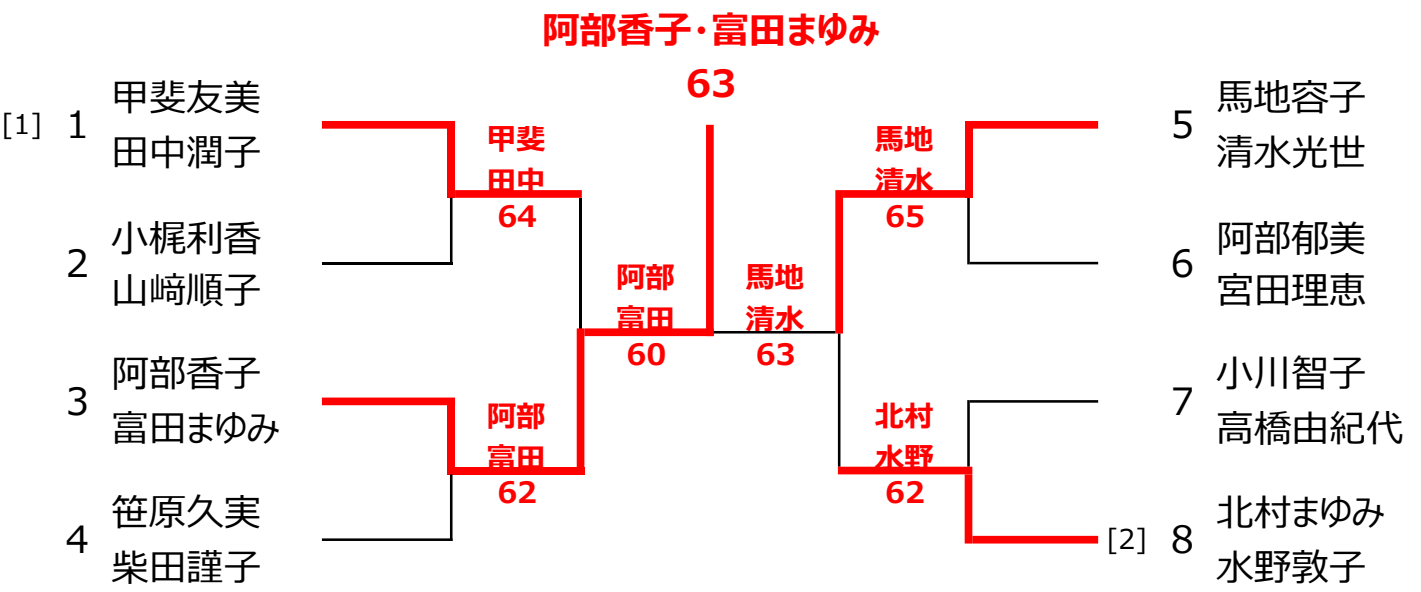 阿部香子・富田まゆみ
63
[1] 1 甲斐友美
田中潤子
2 小梶利香
山﨑順子
3 阿部香子
富田まゆみ
4 笹原久実
柴田謹子
甲斐
田中
64
阿部
富田
62
阿部
富田
60
馬地
清水
63
馬地
清水
65
北村
水野
62
5 馬地容子
清水光世
6 阿部郁美
宮田理恵
7 小川智子
高橋由紀代
[2] 8 北村まゆみ
水野敦子